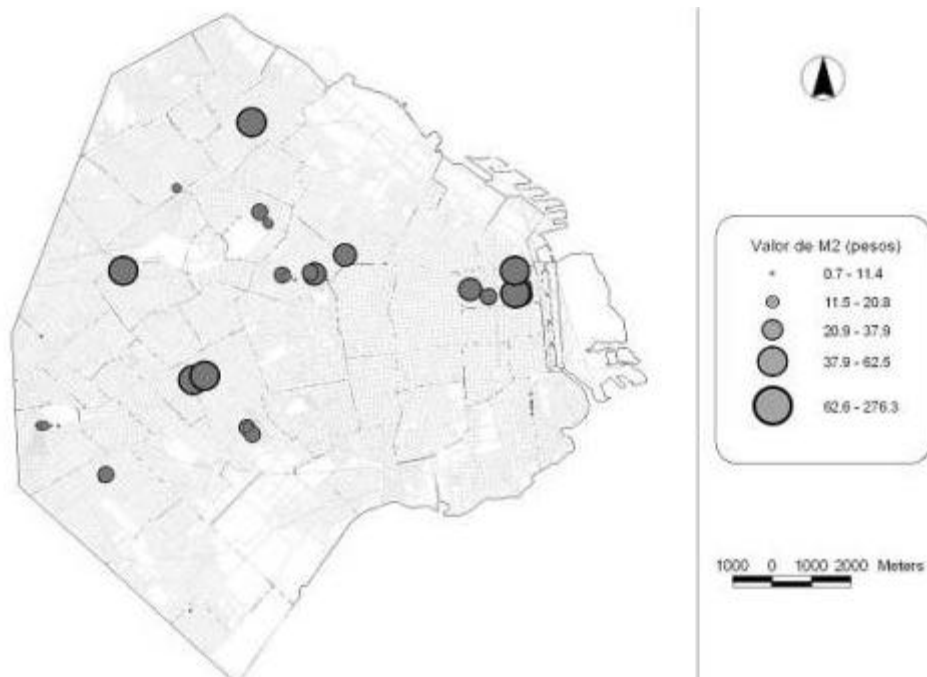 Valor de M2 (pesos)
0.7 - 11.4
11.5 - 20.8
20.9 - 37.9
37.9 - 62.5
62.6 - 276.3
1000 0 1000 2000 Meters